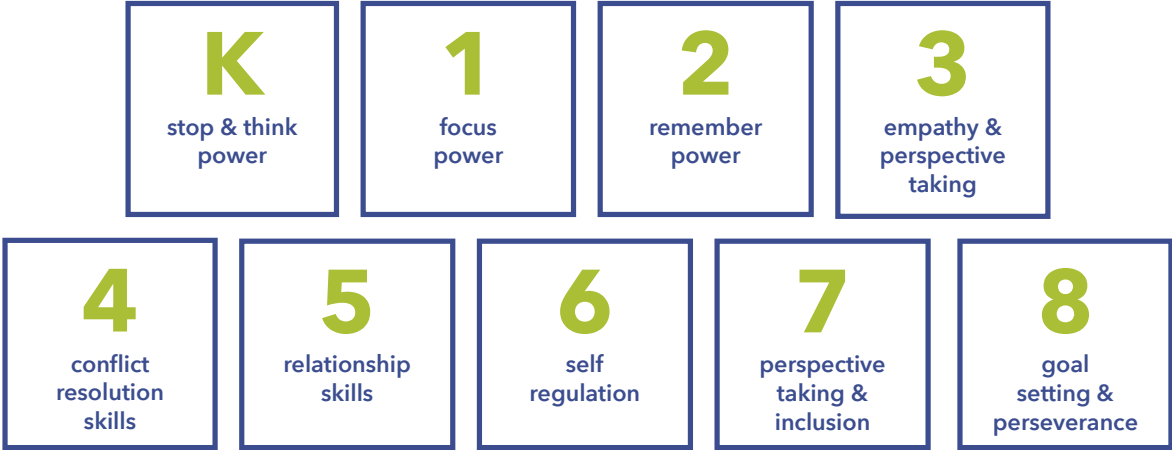 K
stop & think
power
1
focus
power
2
remember
power
3
empathy &
perspective
taking
4
conflict
resolution
skills
5
relationship
skills
6
self
regulation
7
perspective
taking &
inclusion
8
goal
setting &
perseverance